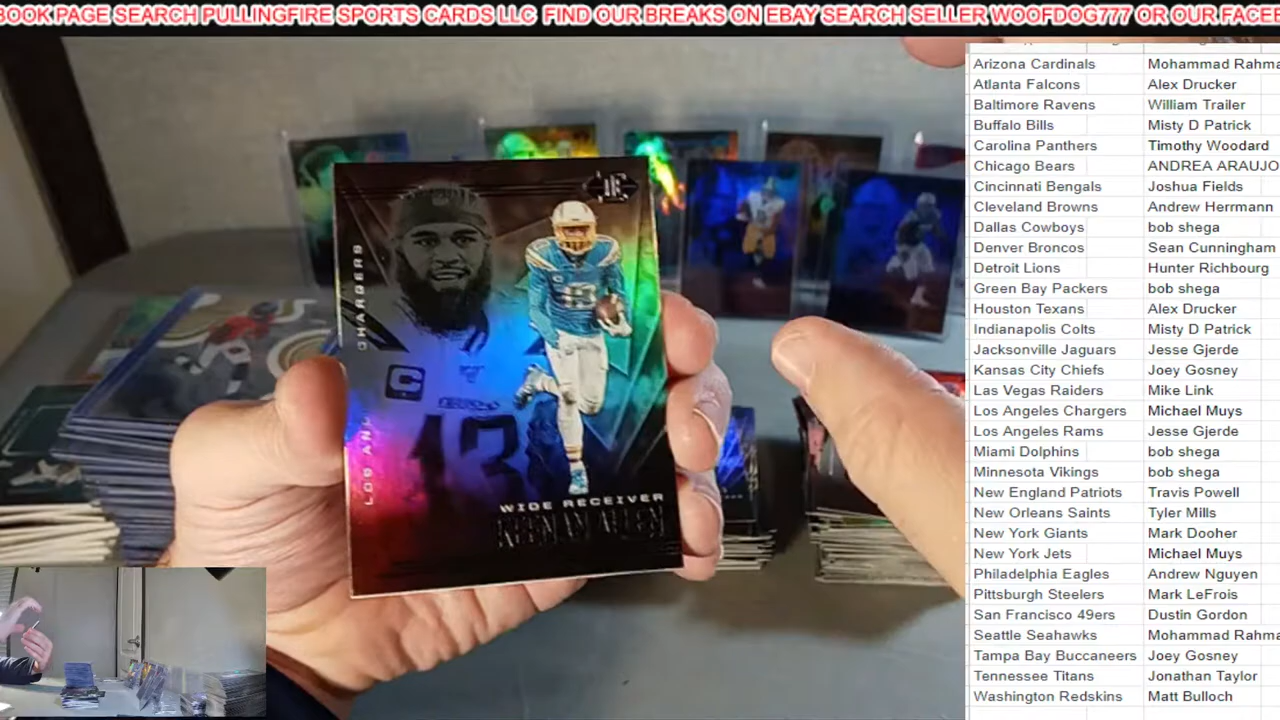 BOOK PAGE SEARCH PULLINGFIRE SPORTS CARDS LLC FIND OUR BREAKS ON EBAY SEARCH SELLER WOOFDOG777 OR OUR FACEB
CHARGERS
LOS AN
C
13
13
WIDE RECEIVER
KEENAN ALLEN
Arizona Cardinals Mohammad Rahma
Atlanta Falcons Alex Drucker
Baltimore Ravens William Trailer
Buffalo Bills Misty D Patrick
Carolina Panthers Timothy Woodard
Chicago Bears ANDREA ARAUJO
Cincinnati Bengals Joshua Fields
Cleveland Browns Andrew Herrmann
Dallas Cowboys bob shega
Denver Broncos Sean Cunningham
Detroit Lions Hunter Richbourg
Green Bay Packers bob shega
Houston Texans Alex Drucker
Indianapolis Colts Misty D Patrick
Jacksonville Jaguars Jesse Gjerde
Kansas City Chiefs Joey Gosney
Las Vegas Raiders Mike Link
Los Angeles Chargers Michael Muys
Los Angeles Rams Jesse Gjerde
Miami Dolphins bob shega
Minnesota Vikings bob shega
New England Patriots Travis Powell
New Orleans Saints Tyler Mills
New York Giants Mark Dooher
New York Jets Michael Muys
Philadelphia Eagles Andrew Nguyen
Pittsburgh Steelers Mark LeFrois
San Francisco 49ers Dustin Gordon
Seattle Seahawks Mohammad Rahma
Tampa Bay Buccaneers Joey Gosney
Tennessee Titans Jonathan Taylor
Washington Redskins Matt Bulloch